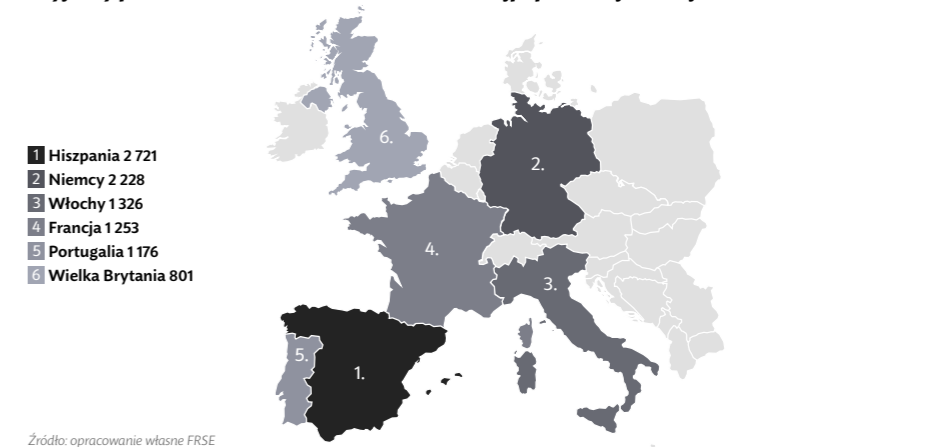 1 Hiszpania 2 721
2 Niemcy 2 228
3 Włochy 1 326
4 Francja 1 253
5 Portugalia 1 176
6 Wielka Brytania 801
6.
2.
4.
3.
5.
1.
Źródło: opracowanie własne FRSE